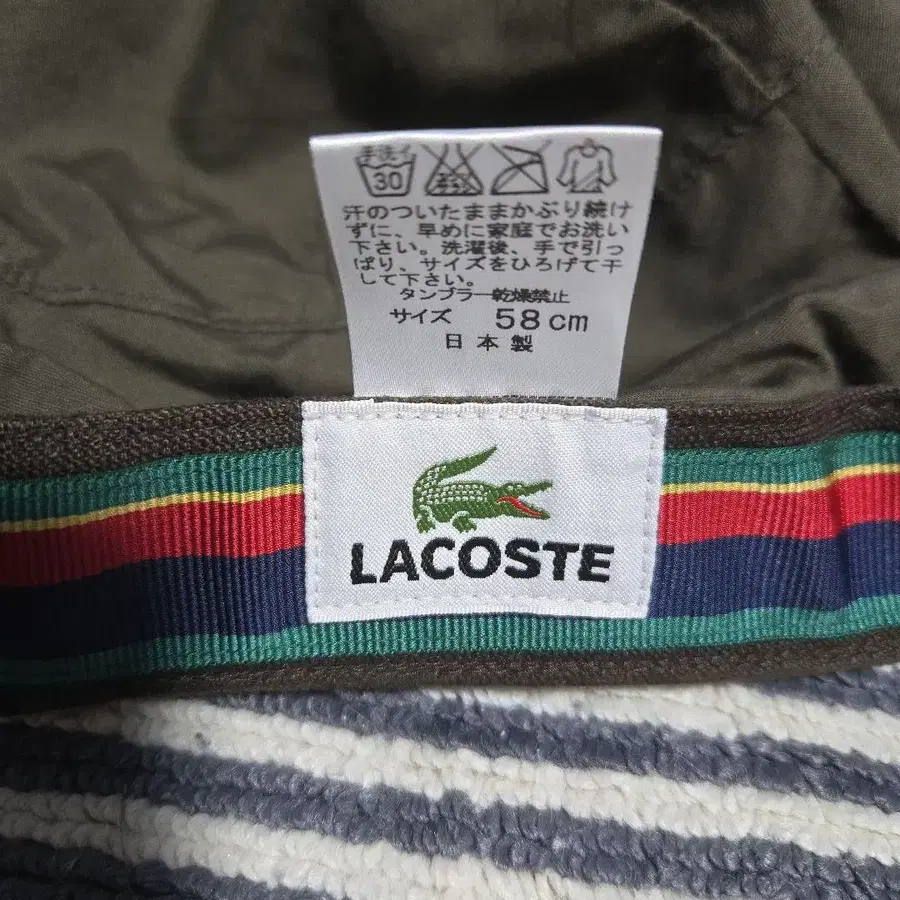 手洗イ
30
汗のついたままかぶり続け
ずに、早めに家庭でお洗い
下さい。洗濯後、手で引っ
ぱり、サイズをひろげて干
して下さい。
タンブラー乾燥禁止
サイズ 58cm
日本製
LACOSTE